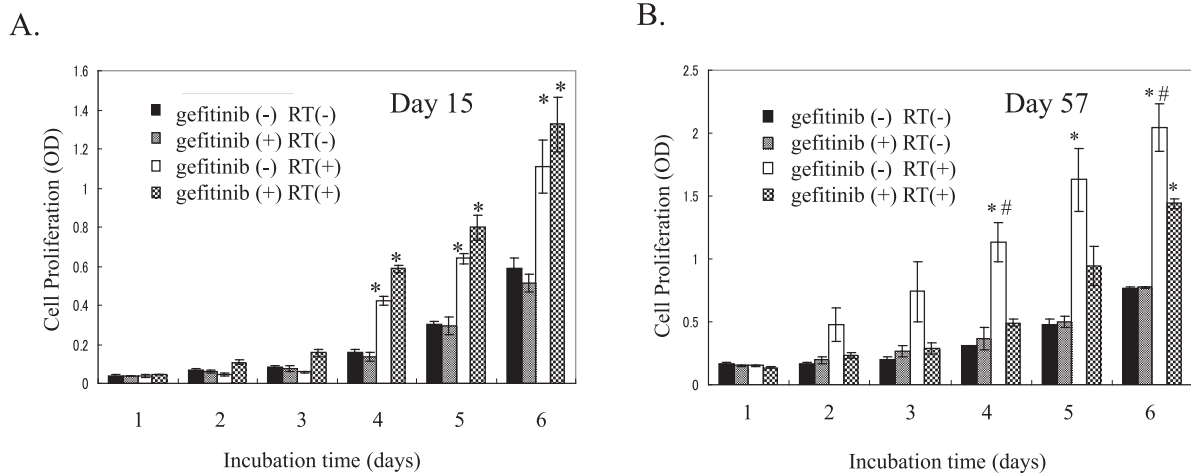 A.
Day 15
gefitinib (-) RT(-)
gefitinib (+) RT(-)
gefitinib (-) RT(+)
gefitinib (+) RT(+)
Cell Proliferation (OD)
1.6
1.4
1.2
1
0.8
0.6
0.4
0.2
0
* *
* *
* *
1 2 3 4 5 6
Incubation time (days)
B.
Day 57
gefitinib (-) RT(-)
gefitinib (+) RT(-)
gefitinib (-) RT(+)
gefitinib (+) RT(+)
Cell Proliferation (OD)
2.5
2
1.5
1
0.5
0
* #
*
* #
*
1 2 3 4 5 6
Incubation time (days)